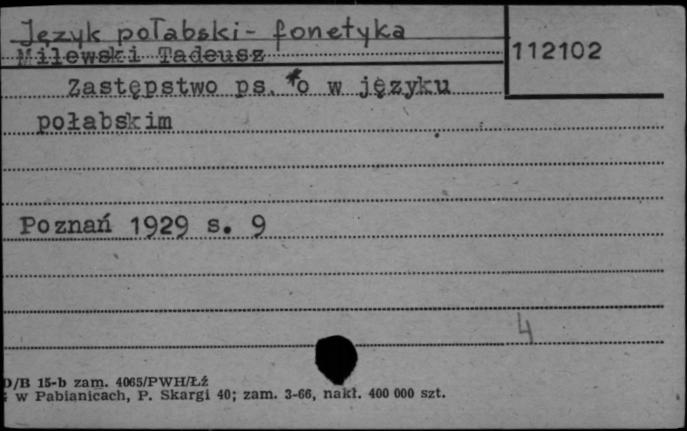 Język połabski - fonetyka
Milewski Tadeusz
112102
Zastępstwo ps. *o w języku
połabskim
Poznań 1929 s. 9
4
D/B 15-b zam. 4065/PWH/Łź
w Pabianicach, P. Skargi 40; zam. 3-66, nakł. 400 000 szt.